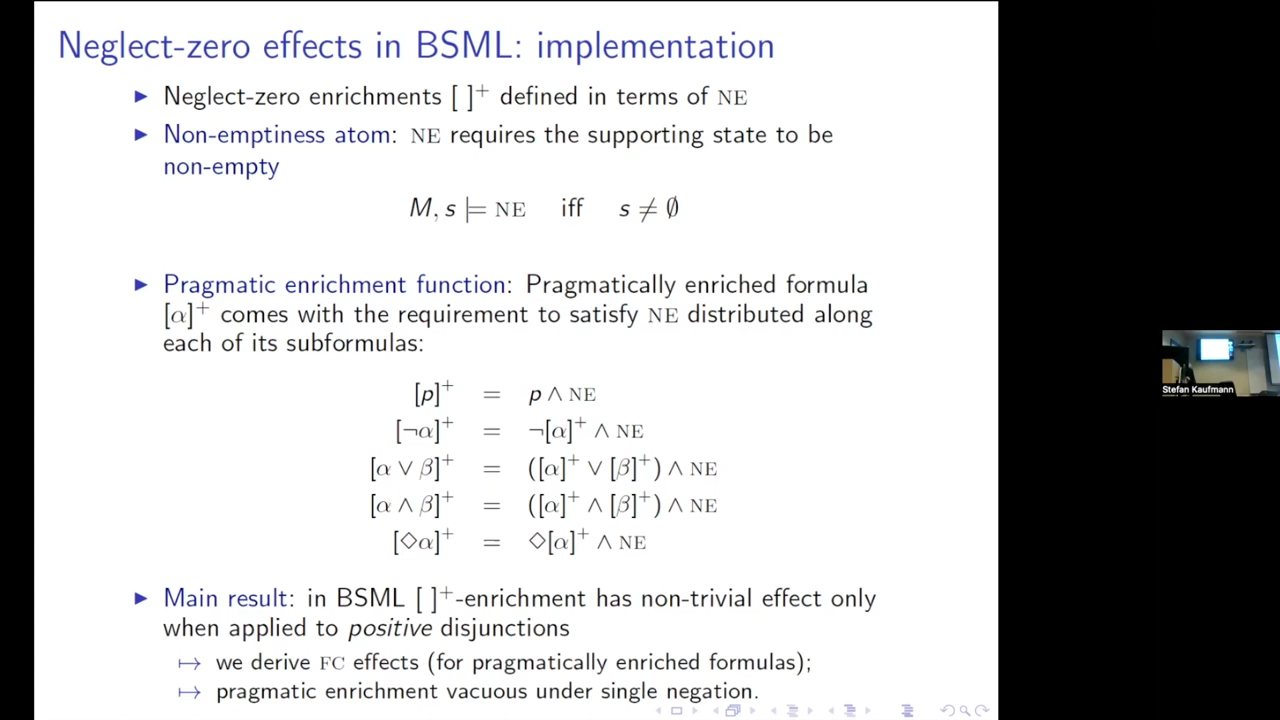 Neglect-zero effects in BSML: implementation
▶ Neglect-zero enrichments [ ]⁺ defined in terms of NE
▶ Non-emptiness atom: NE requires the supporting state to be
non-empty
M, s ⊨ NE iff s ≠ ∅
▶ Pragmatic enrichment function: Pragmatically enriched formula
[α]⁺ comes with the requirement to satisfy NE distributed along
each of its subformulas:
[p]⁺ = p ∧ NE
[¬α]⁺ = ¬[α]⁺ ∧ NE
[α ∨ β]⁺ = ([α]⁺ ∨ [β]⁺) ∧ NE
[α ∧ β]⁺ = ([α]⁺ ∧ [β]⁺) ∧ NE
[◇α]⁺ = ◇[α]⁺ ∧ NE
▶ Main result: in BSML [ ]⁺-enrichment has non-trivial effect only
when applied to positive disjunctions
↦ we derive FC effects (for pragmatically enriched formulas);
↦ pragmatic enrichment vacuous under single negation.
Stefan Kaufmann